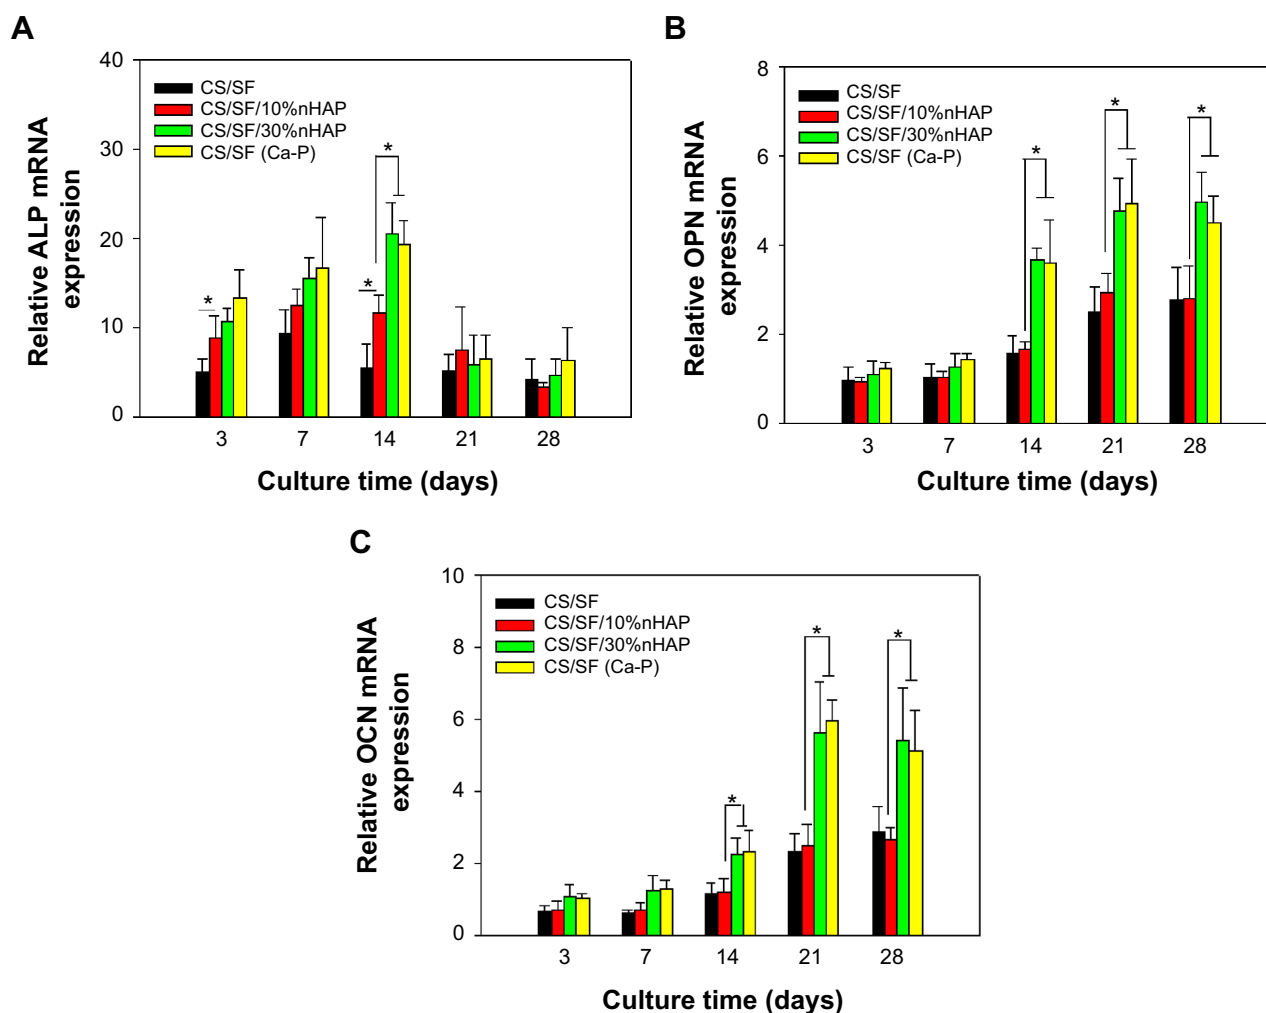 A
Relative ALP mRNA
expression
40
30
20
10
0
CS/SF
CS/SF/10%nHAP
CS/SF/30%nHAP
CS/SF (Ca-P)
*
*
*
3 7 14 21 28
Culture time (days)
B
Relative OPN mRNA
expression
8
6
4
2
0
CS/SF
CS/SF/10%nHAP
CS/SF/30%nHAP
CS/SF (Ca-P)
*
*
*
3 7 14 21 28
Culture time (days)
C
Relative OCN mRNA
expression
10
8
6
4
2
0
CS/SF
CS/SF/10%nHAP
CS/SF/30%nHAP
CS/SF (Ca-P)
*
*
*
3 7 14 21 28
Culture time (days)